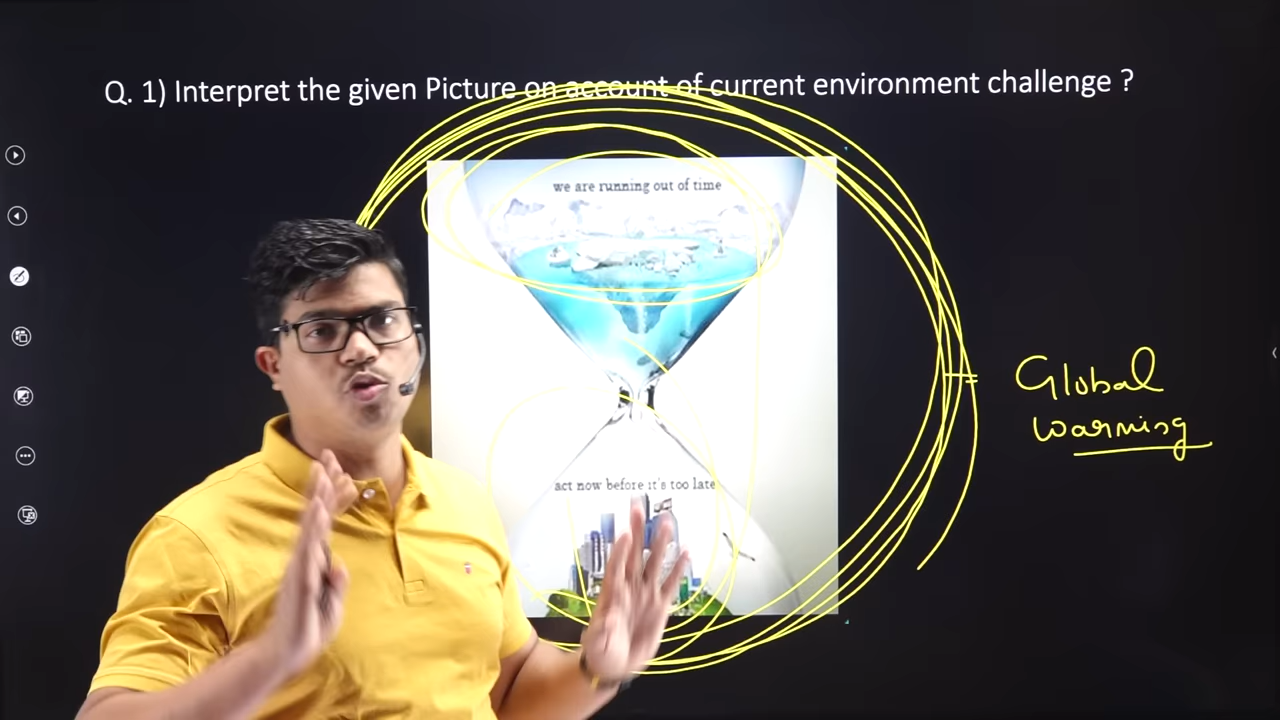 Q. 1) Interpret the given Picture on account of current environment challenge ?
we are running out of time
Global
warming
act now before it's too late